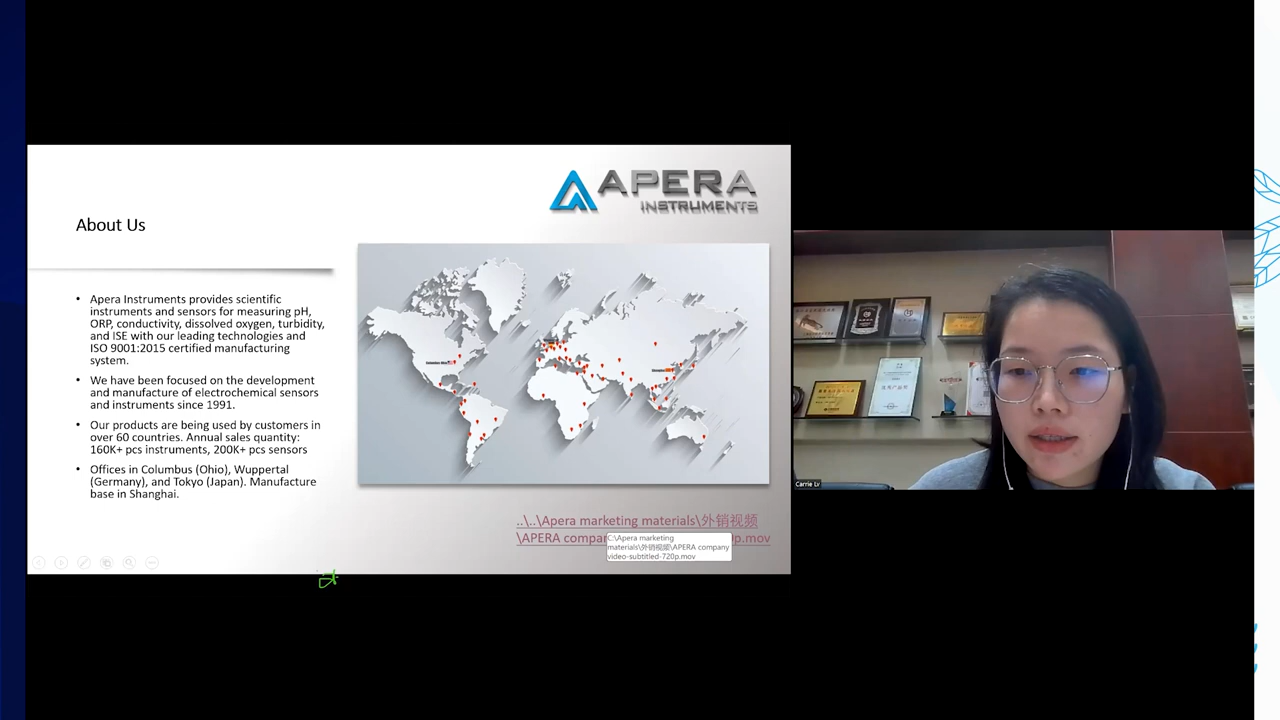 APERA
INSTRUMENTS
About Us
• Apera Instruments provides scientific
instruments and sensors for measuring pH,
ORP, conductivity, dissolved oxygen, turbidity,
and ISE with our leading technologies and
ISO 9001:2015 certified manufacturing
system.
• We have been focused on the development
and manufacture of electrochemical sensors
and instruments since 1991.
• Our products are being used by customers in
over 60 countries. Annual sales quantity:
160K+ pcs instruments, 200K+ pcs sensors
• Offices in Columbus (Ohio), Wuppertal
(Germany), and Tokyo (Japan). Manufacture
base in Shanghai.
..\..\Apera marketing materials\外销视频
\APERA compa p.mov
C:\Apera marketing
materials\外销视频\APERA company
video-subtitled-720p.mov
Carrie Lv